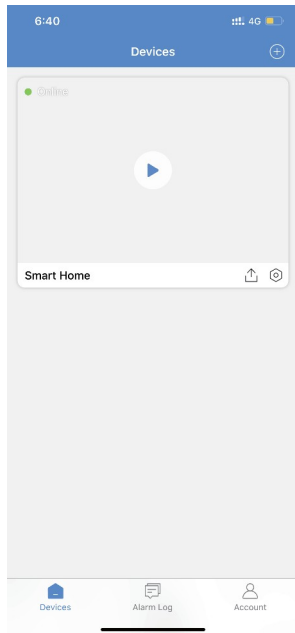 6:40
4G
Devices
Online
Smart Home
Devices
Alarm Log
Account